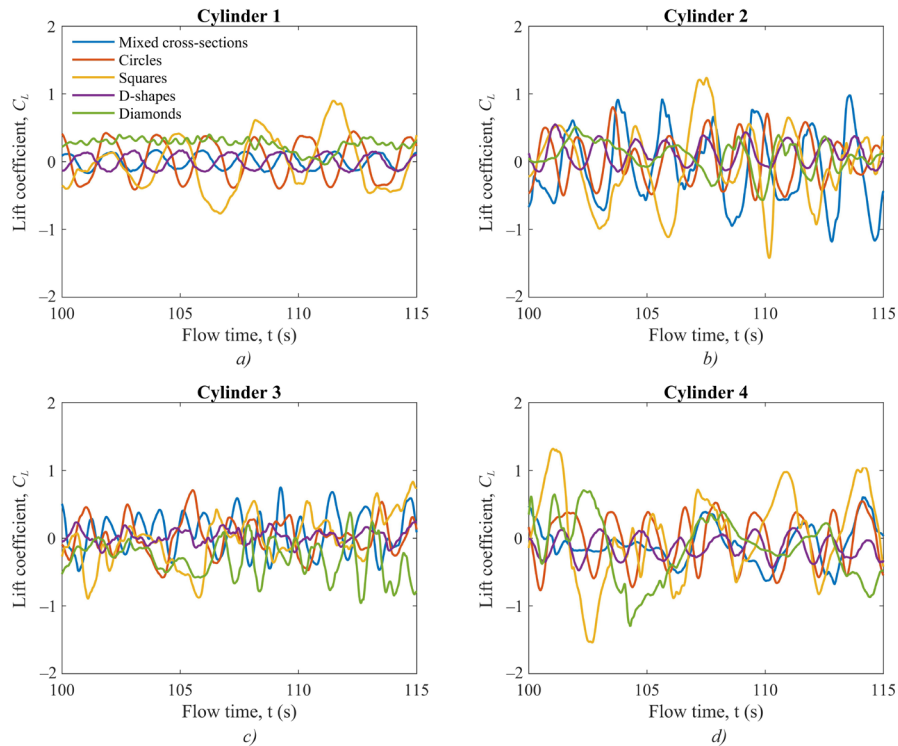 Cylinder 1
2
1
0
−1
−2
Lift coefficient, C_L
Mixed cross-sections
Circles
Squares
D-shapes
Diamonds
100
105
110
115
Flow time, t (s)
a)
Cylinder 2
2
1
0
−1
−2
Lift coefficient, C_L
100
105
110
115
Flow time, t (s)
b)
Cylinder 3
2
1
0
−1
−2
Lift coefficient, C_L
100
105
110
115
Flow time, t (s)
c)
Cylinder 4
2
1
0
−1
−2
Lift coefficient, C_L
100
105
110
115
Flow time, t (s)
d)